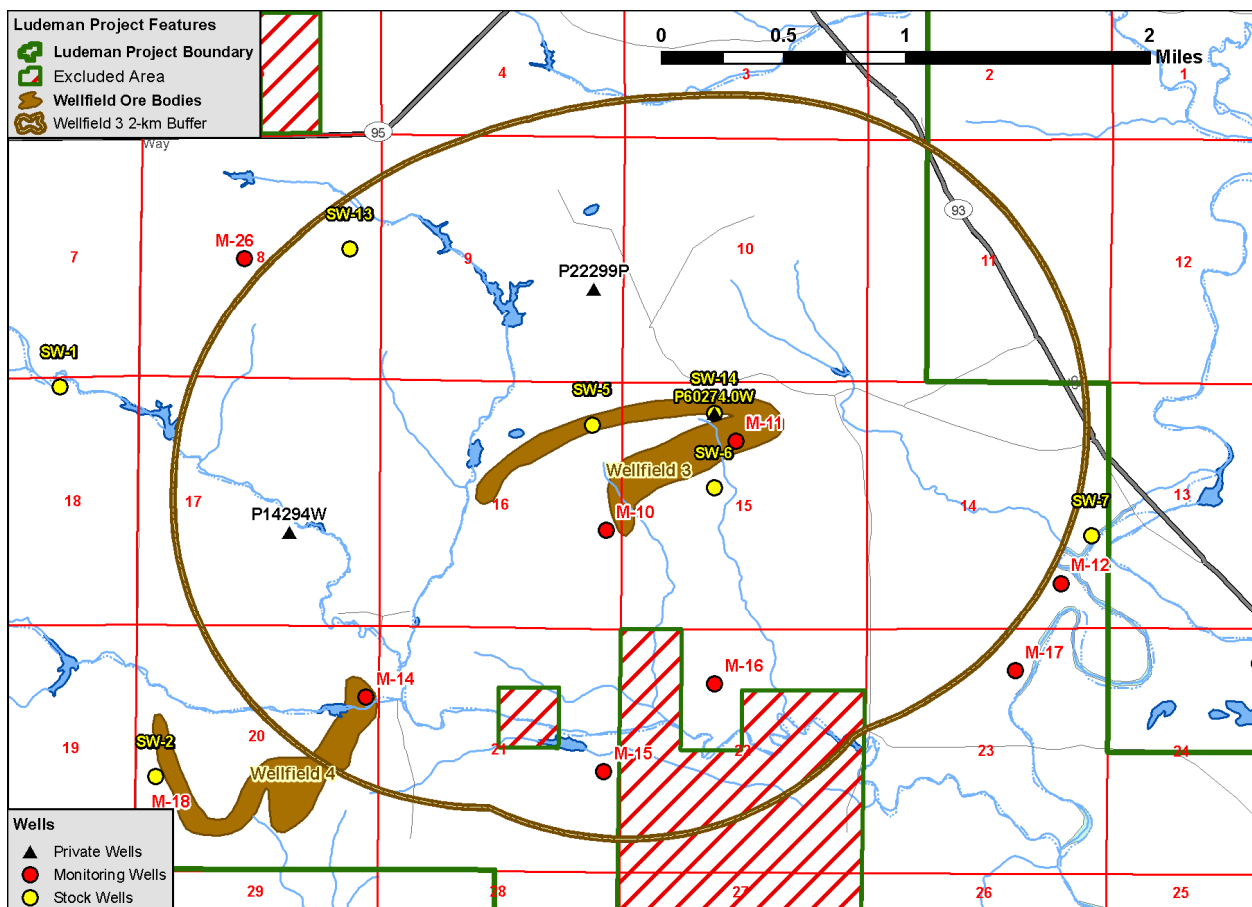 Ludeman Project Features
Ludeman Project Boundary
Excluded Area
Wellfield Ore Bodies
Wellfield 3 2-km Buffer
0 0.5 1 2
Miles
4 3 2 1
95
Way
93
SW-13
M-26
7 8 9 10 11 12
P22299P
SW-1
SW-5
SW-14
P60274.0W
M-11
SW-6
Wellfield 3
18 17 16 15 14 13
SW-7
P14294W
M-10
M-12
M-17
M-16
M-14
19 20 21 22 23 24
SW-2
Wellfield 4
M-15
M-18
Wells
Private Wells
Monitoring Wells
Stock Wells
29 28 27 26 25